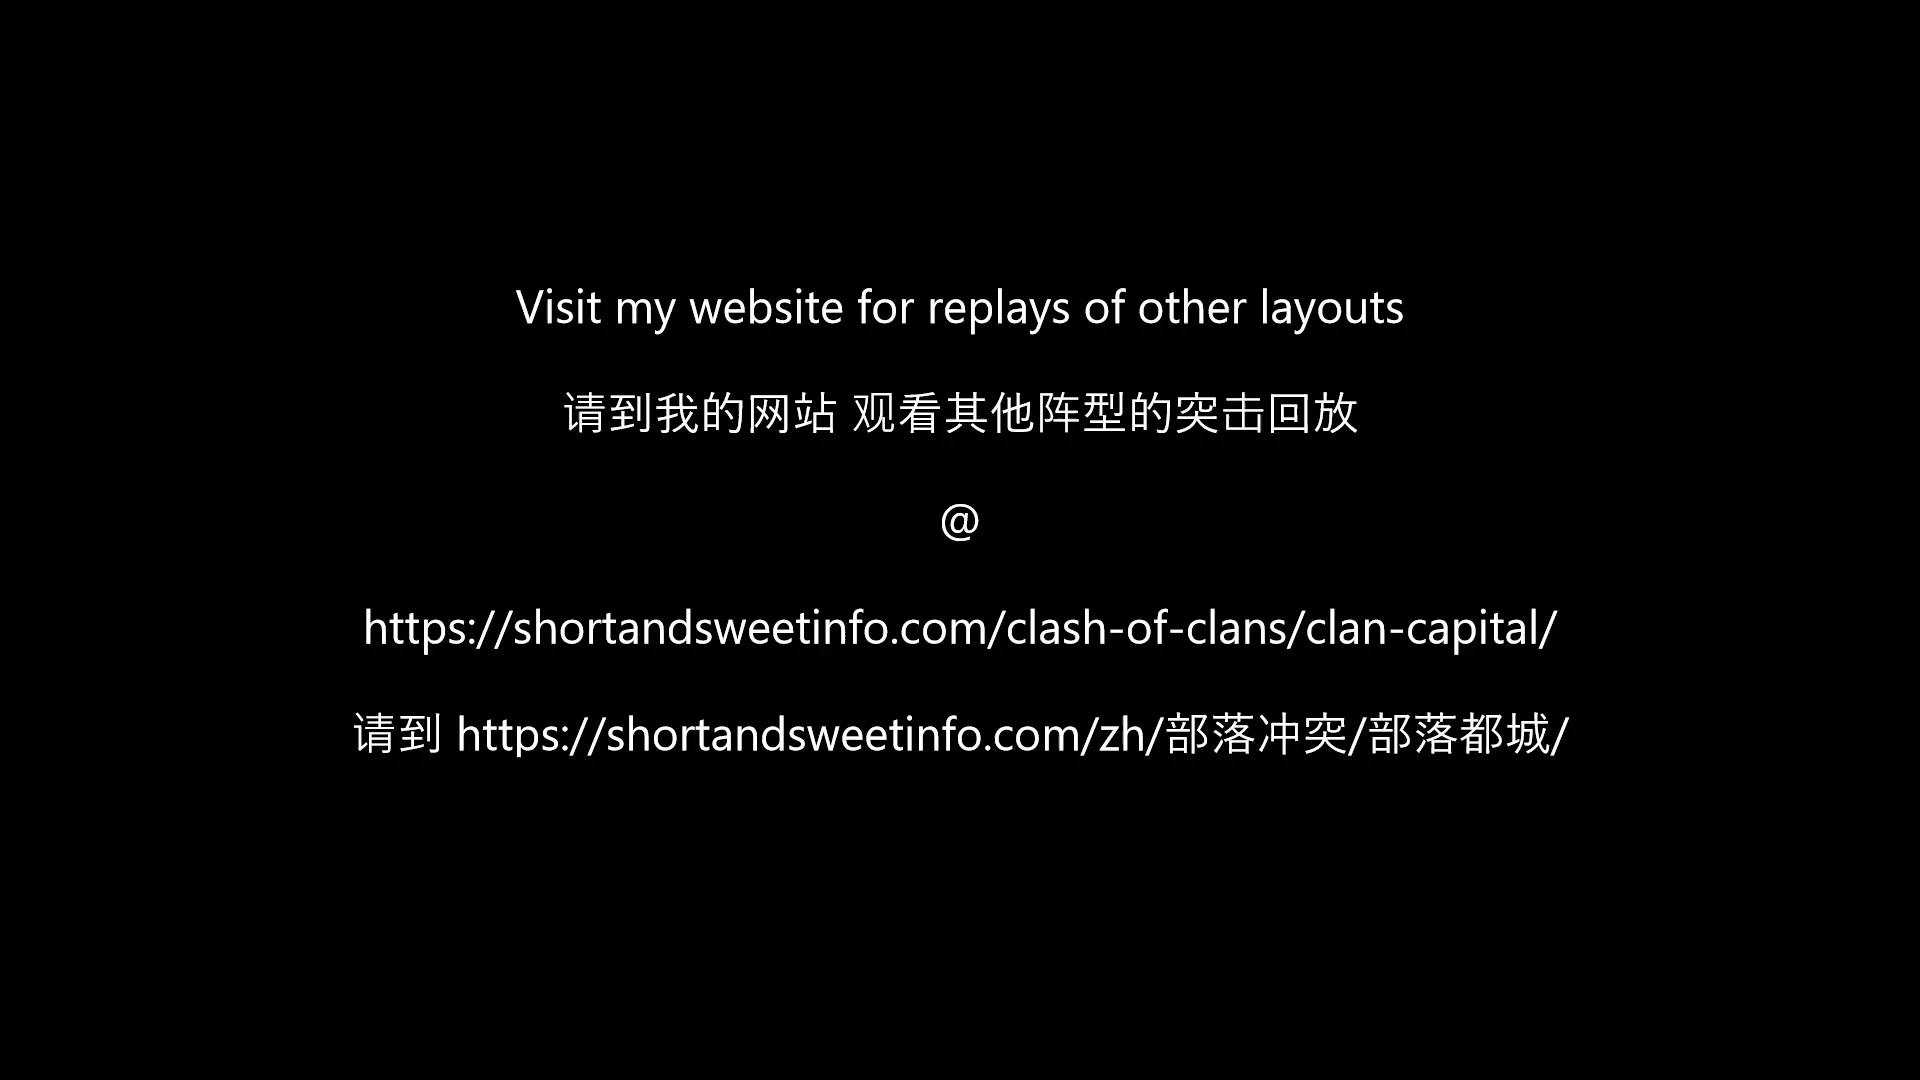 Visit my website for replays of other layouts
请到我的网站 观看其他阵型的突击回放
@
https://shortandsweetinfo.com/clash-of-clans/clan-capital/
请到 https://shortandsweetinfo.com/zh/部落冲突/部落都城/